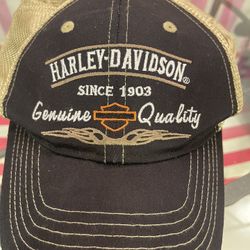 HARLEY-DAVIDSON®
SINCE 1903
Genuine Quality